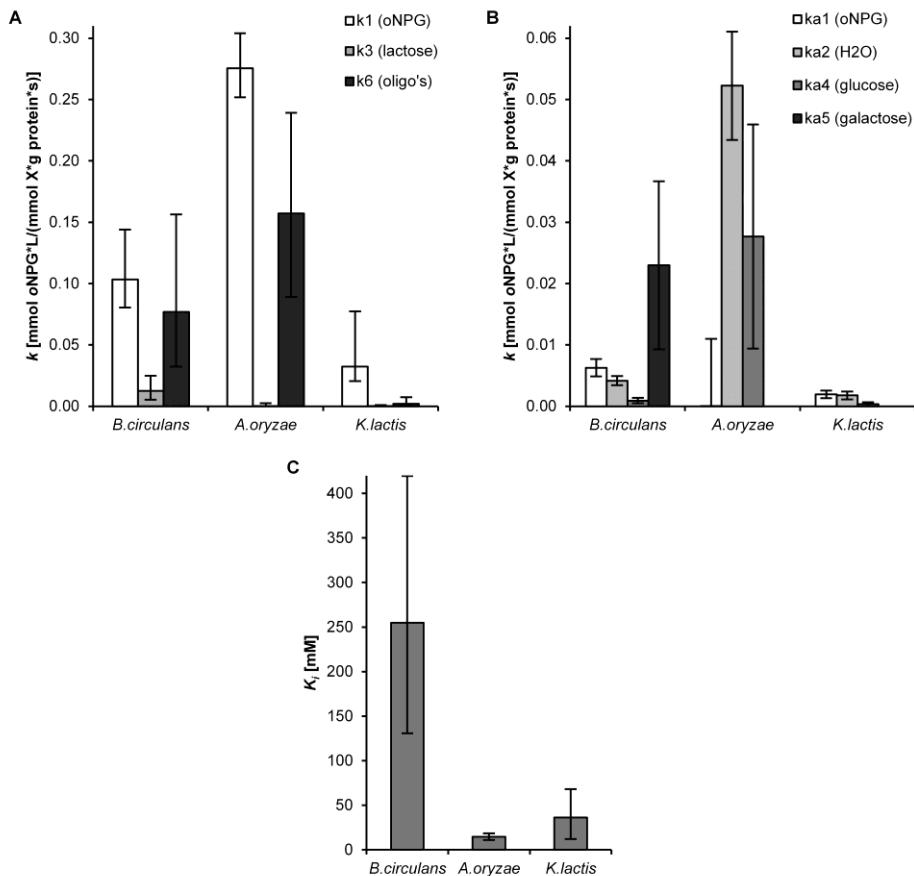 A
k [mmol oNPG*L/(mmol X*g protein*s)]
0.30
0.25
0.20
0.15
0.10
0.05
0.00
k1 (oNPG)
k3 (lactose)
k6 (oligo's)
B.circulans
A.oryzae
K.lactis
B
k [mmol oNPG*L/(mmol X*g protein*s)]
0.06
0.05
0.04
0.03
0.02
0.01
0.00
ka1 (oNPG)
ka2 (H2O)
ka4 (glucose)
ka5 (galactose)
B.circulans
A.oryzae
K.lactis
C
Ki [mM]
400
350
300
250
200
150
100
50
0
B.circulans
A.oryzae
K.lactis